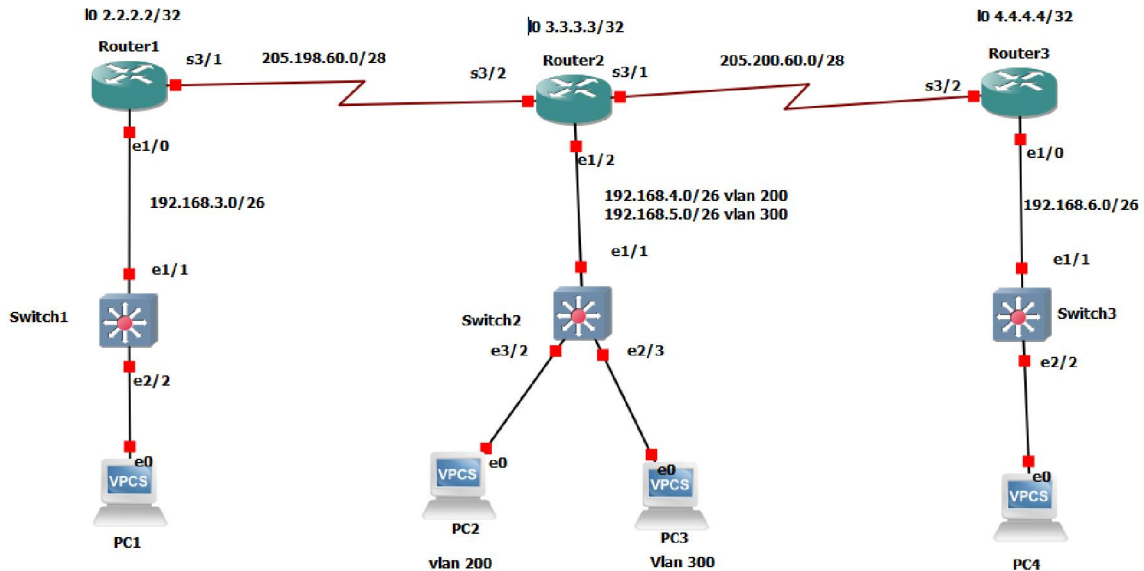 l0 2.2.2.2/32
l0 3.3.3.3/32
l0 4.4.4.4/32
Router1
Router2
Router3
s3/1
205.198.60.0/28
s3/2
s3/1
205.200.60.0/28
s3/2
e1/0
e1/2
e1/0
192.168.3.0/26
192.168.4.0/26 vlan 200
192.168.5.0/26 vlan 300
192.168.6.0/26
e1/1
e1/1
e1/1
Switch1
Switch2
Switch3
e3/2
e2/3
e2/2
e2/2
e0
e0
e0
e0
VPCS
VPCS
VPCS
VPCS
PC1
PC2
PC3
PC4
vlan 200
Vlan 300